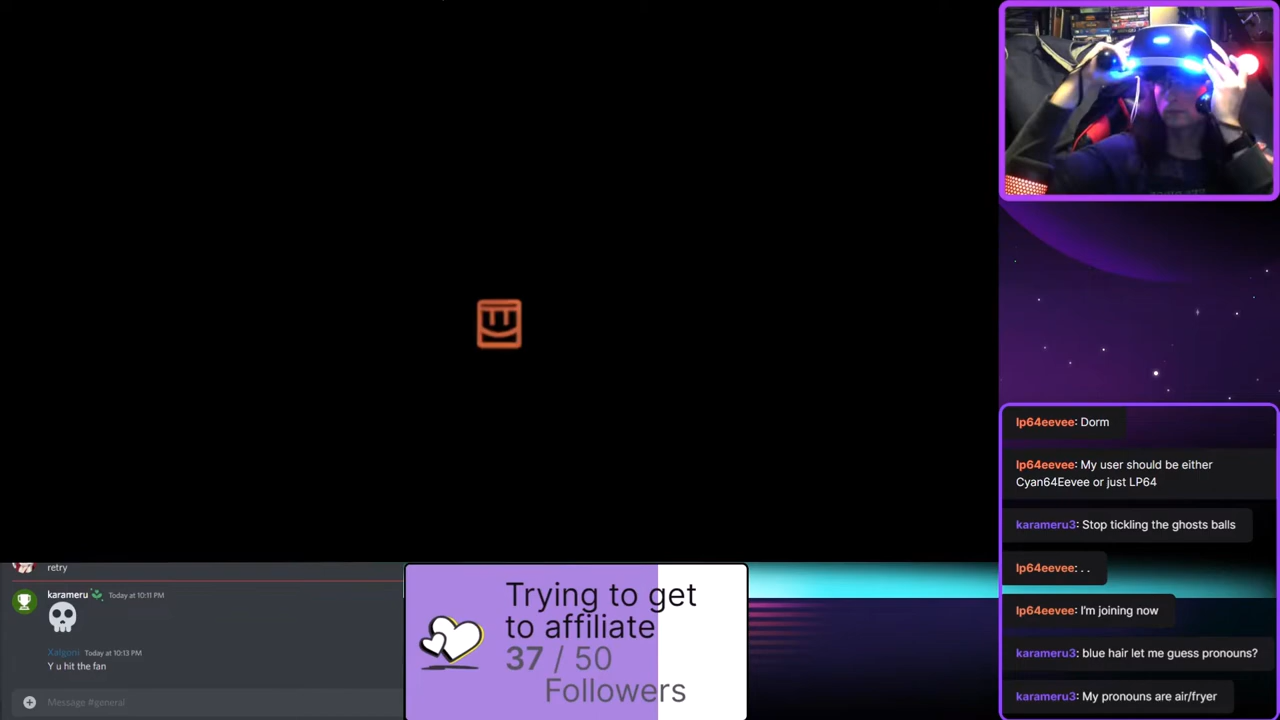 lp64eevee: Dorm
lp64eevee: My user should be either
Cyan64Eevee or just LP64
karameru3: Stop tickling the ghosts balls
lp64eevee: . .
lp64eevee: I'm joining now
karameru3: blue hair let me guess pronouns?
karameru3: My pronouns are air/fryer
retry
karameru Today at 10:11 PM
Xalgoni Today at 10:13 PM
Y u hit the fan
Message #general
Trying to get
to affiliate
37 / 50
Followers